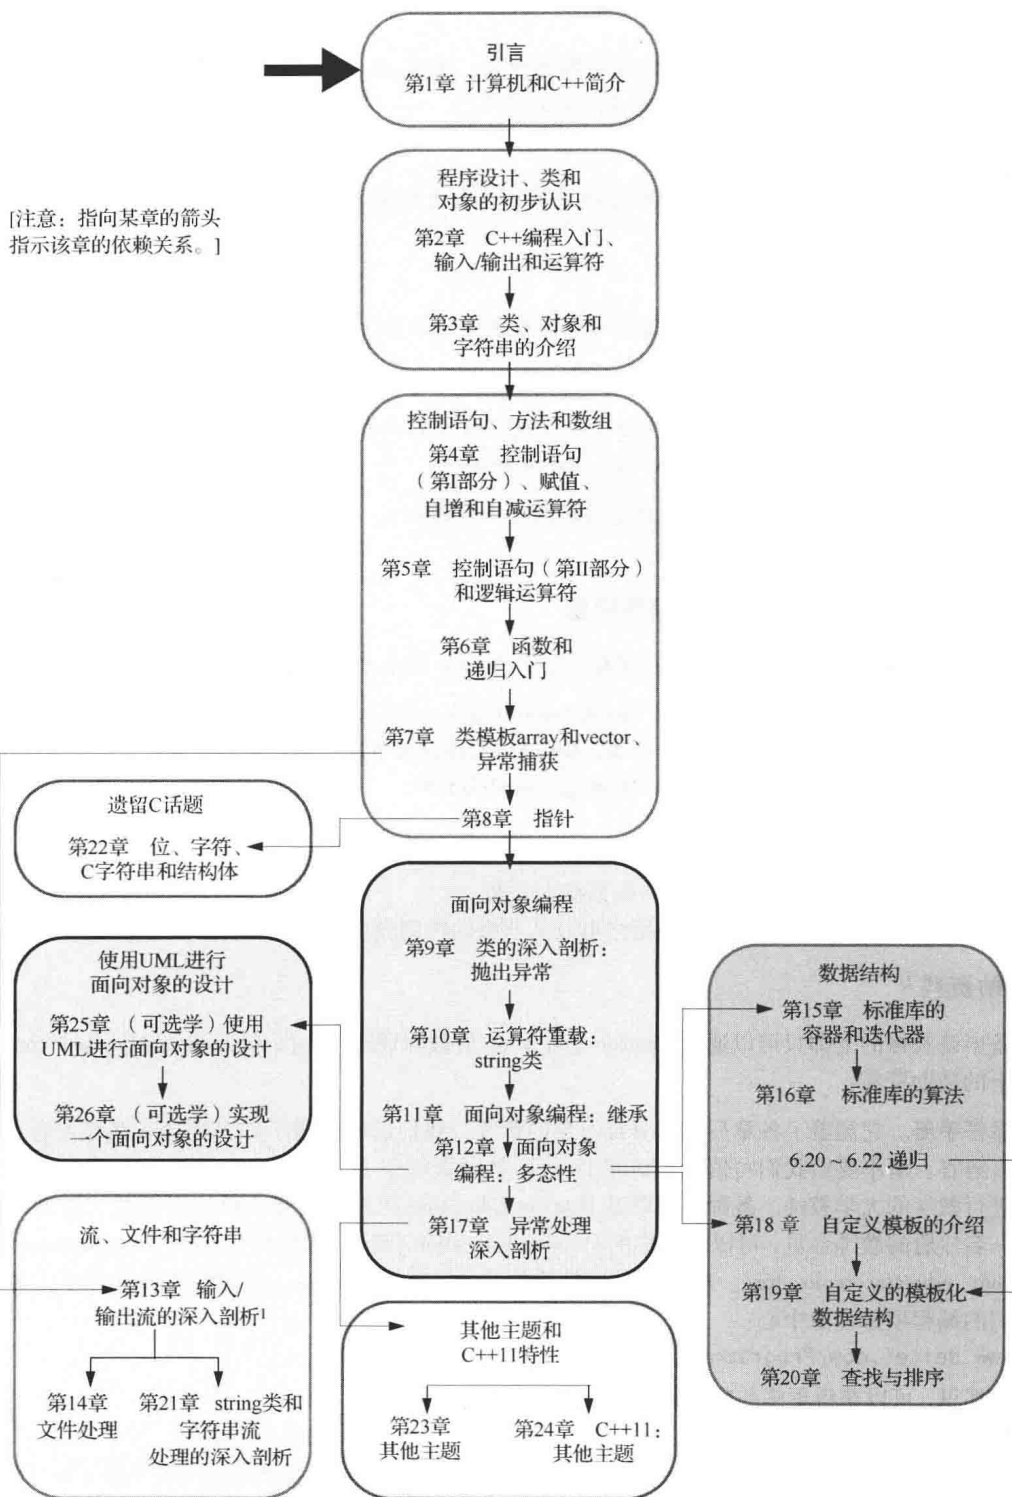 引言
第1章 计算机和C++简介
[注意：指向某章的箭头
指示该章的依赖关系。]
程序设计、类和
对象的初步认识
第2章 C++编程入门、
输入/输出和运算符
第3章 类、对象和
字符串的介绍
控制语句、方法和数组
第4章 控制语句
（第I部分）、赋值、
自增和自减运算符
第5章 控制语句（第II部分）
和逻辑运算符
第6章 函数和
递归入门
第7章 类模板array和vector、
异常捕获
第8章 指针
遗留C话题
第22章 位、字符、
C字符串和结构体
面向对象编程
第9章 类的深入剖析：
抛出异常
第10章 运算符重载：
string类
第11章 面向对象编程：继承
第12章 面向对象
编程：多态性
第17章 异常处理
深入剖析
使用UML进行
面向对象的设计
第25章 （可选学）使用
UML进行面向对象的设计
第26章 （可选学）实现
一个面向对象的设计
数据结构
第15章 标准库的
容器和迭代器
第16章 标准库的算法
6.20～6.22 递归
第18章 自定义模板的介绍
第19章 自定义的模板化
数据结构
第20章 查找与排序
流、文件和字符串
第13章 输入/
输出流的深入剖析1
第14章
文件处理
第21章 string类和
字符串流
处理的深入剖析
其他主题和
C++11特性
第23章
其他主题
第24章 C++11：
其他主题